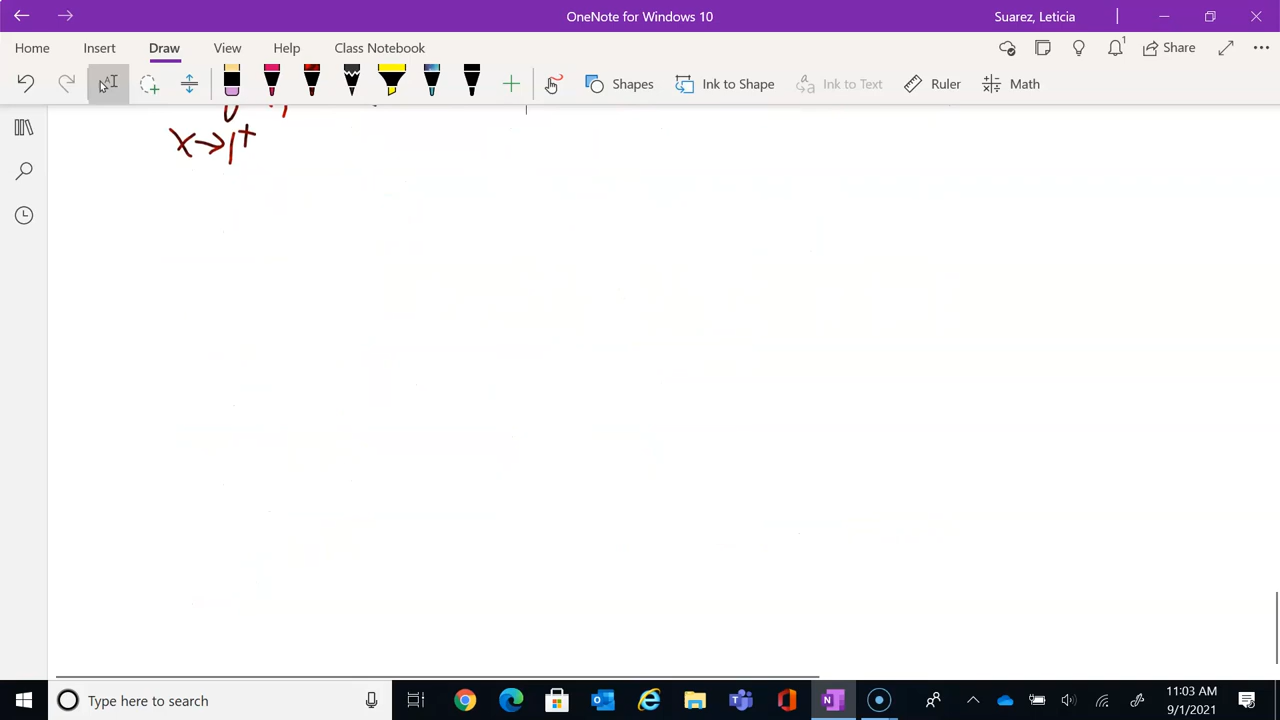 OneNote for Windows 10
Suarez, Leticia
Home Insert Draw View Help Class Notebook
Share
Shapes Ink to Shape Ink to Text Ruler Math
x→1⁺
Type here to search
11:03 AM
9/1/2021